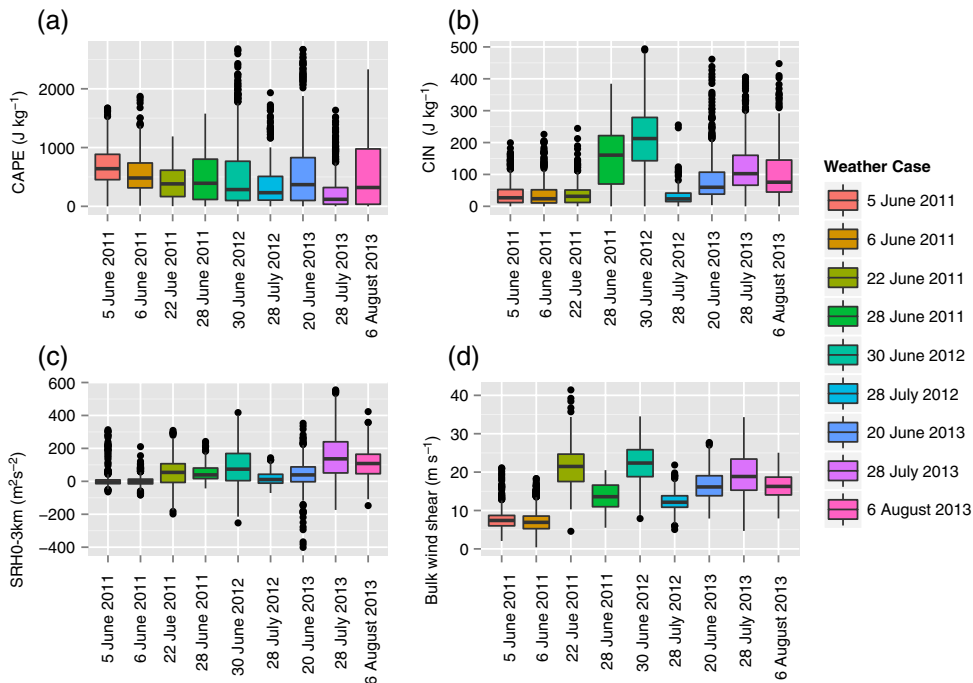 (a)
CAPE (J kg⁻¹)
2000
1000
0
5 June 2011
6 June 2011
22 Jue 2011
28 June 2011
30 June 2012
28 July 2012
20 June 2013
28 July 2013
6 August 2013
(b)
CIN (J kg⁻¹)
500
400
300
200
100
0
5 June 2011
6 June 2011
22 Jue 2011
28 June 2011
30 June 2012
28 July 2012
20 June 2013
28 July 2013
6 August 2013
(c)
SRH0-3km (m²s⁻²)
600
400
200
0
−200
−400
5 June 2011
6 June 2011
22 Jue 2011
28 June 2011
30 June 2012
28 July 2012
20 June 2013
28 July 2013
6 August 2013
(d)
Bulk wind shear (m s⁻¹)
40
30
20
10
0
5 June 2011
6 June 2011
22 Jue 2011
28 June 2011
30 June 2012
28 July 2012
20 June 2013
28 July 2013
6 August 2013
Weather Case
5 June 2011
6 June 2011
22 June 2011
28 June 2011
30 June 2012
28 July 2012
20 June 2013
28 July 2013
6 August 2013